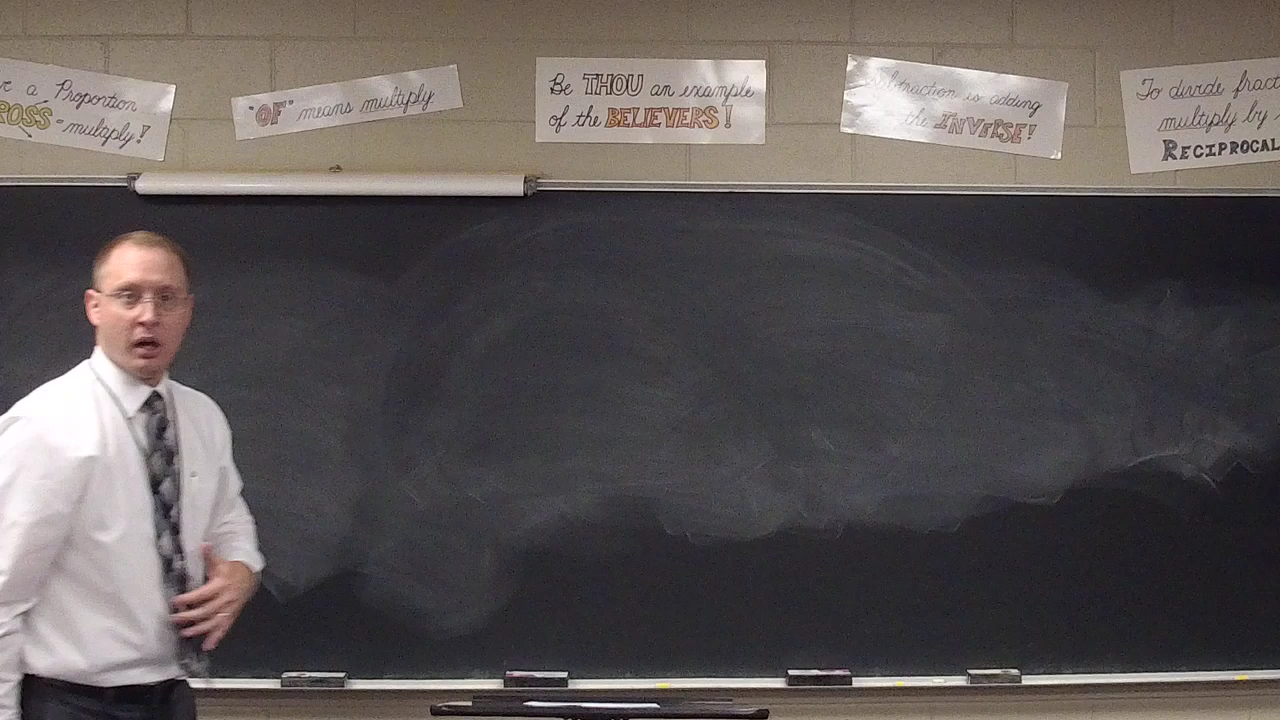 e a Proportion
ROSS-multiply!
"OF" means multiply
Be THOU an example
of the BELIEVERS!
Subtraction is adding
the INVERSE!
To divide fract
multiply by
RECIPROCAL